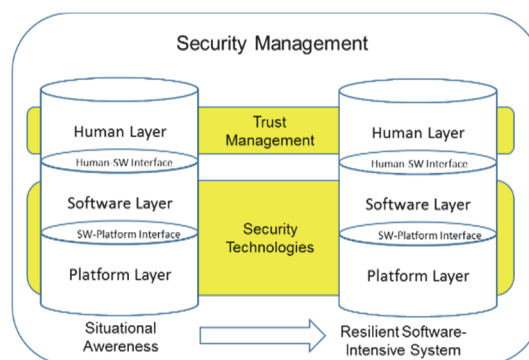 Security Management
Human Layer
Trust
Management
Human Layer
Human-SW Interface
Human-SW Interface
Software Layer
Software Layer
SW-Platform Interface
Security
Technologies
SW-Platform Interface
Platform Layer
Platform Layer
Situational
Awereness
Resilient Software-
Intensive System